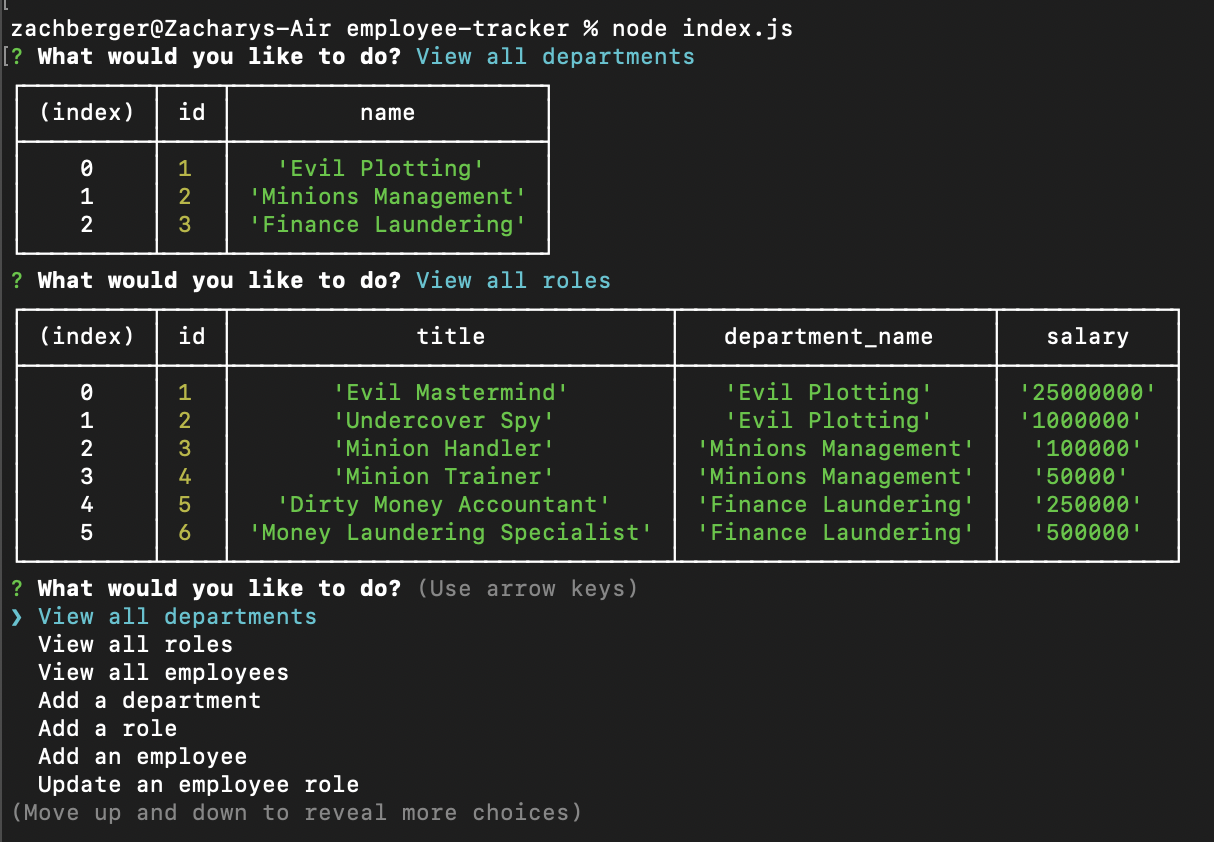 zachberger@Zacharys-Air employee-tracker % node index.js
[? What would you like to do? View all departments
(index) id name
0 1 'Evil Plotting'
1 2 'Minions Management'
2 3 'Finance Laundering'
? What would you like to do? View all roles
(index) id title department_name salary
0 1 'Evil Mastermind' 'Evil Plotting' '25000000'
1 2 'Undercover Spy' 'Evil Plotting' '1000000'
2 3 'Minion Handler' 'Minions Management' '100000'
3 4 'Minion Trainer' 'Minions Management' '50000'
4 5 'Dirty Money Accountant' 'Finance Laundering' '250000'
5 6 'Money Laundering Specialist' 'Finance Laundering' '500000'
? What would you like to do? (Use arrow keys)
❯ View all departments
View all roles
View all employees
Add a department
Add a role
Add an employee
Update an employee role
(Move up and down to reveal more choices)